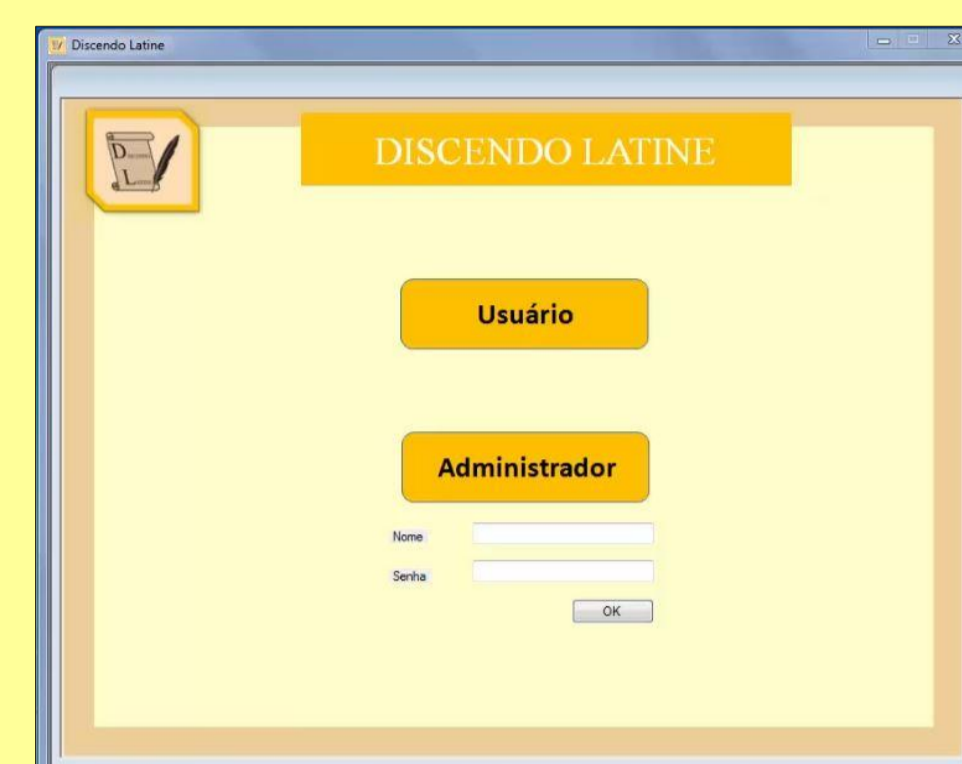 Discendo Latine
DISCENDO LATINE
D
L
Usuário
Administrador
Nome
Senha
OK